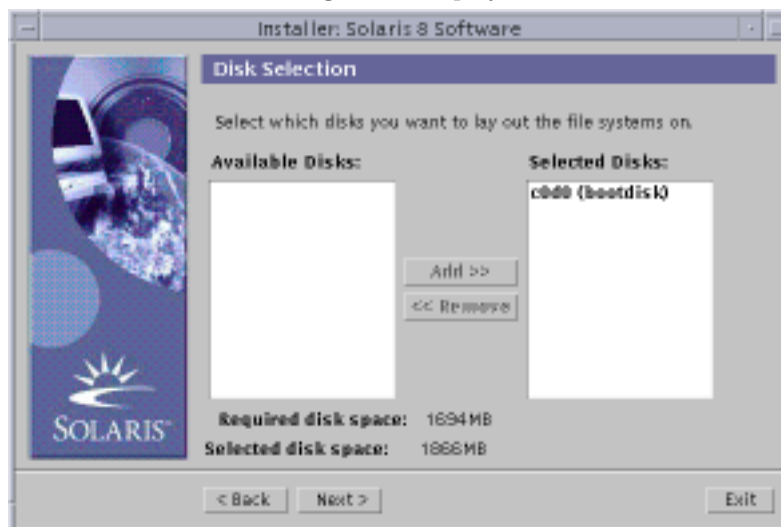 Installer: Solaris 8 Software
Disk Selection
Select which disks you want to lay out the file systems on.
Available Disks:
Selected Disks:
c0d0 (bootdisk)
Add >>
<< Remove
SOLARIS
Required disk space: 1694MB
Selected disk space: 1866MB
< Back
Next >
Exit